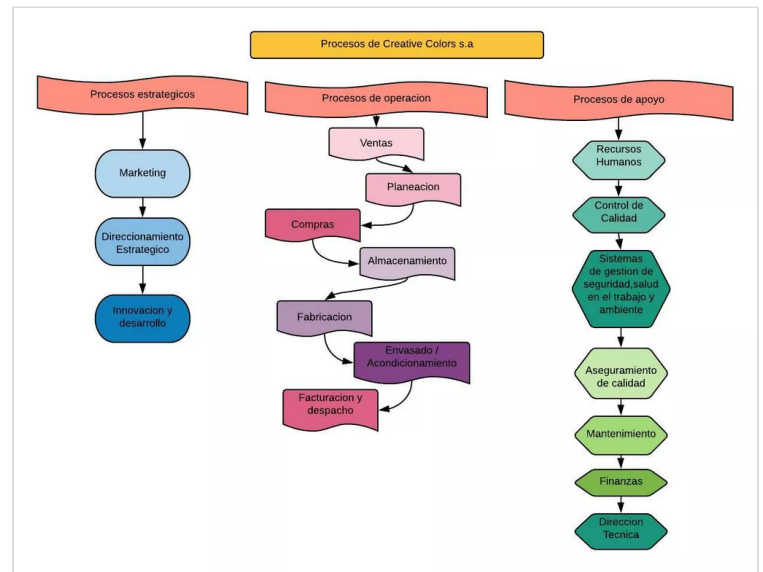 Procesos de Creative Colors s.a
Procesos estrategicos
Marketing
Direccionamiento
Estrategico
Innovacion y
desarrollo
Procesos de operacion
Ventas
Planeacion
Compras
Almacenamiento
Fabricacion
Envasado /
Acondicionamiento
Facturacion y
despacho
Procesos de apoyo
Recursos
Humanos
Control de
Calidad
Sistemas
de gestion de
seguridad,salud
en el trabajo y
ambiente
Aseguramiento
de calidad
Mantenimiento
Finanzas
Direccion
Tecnica